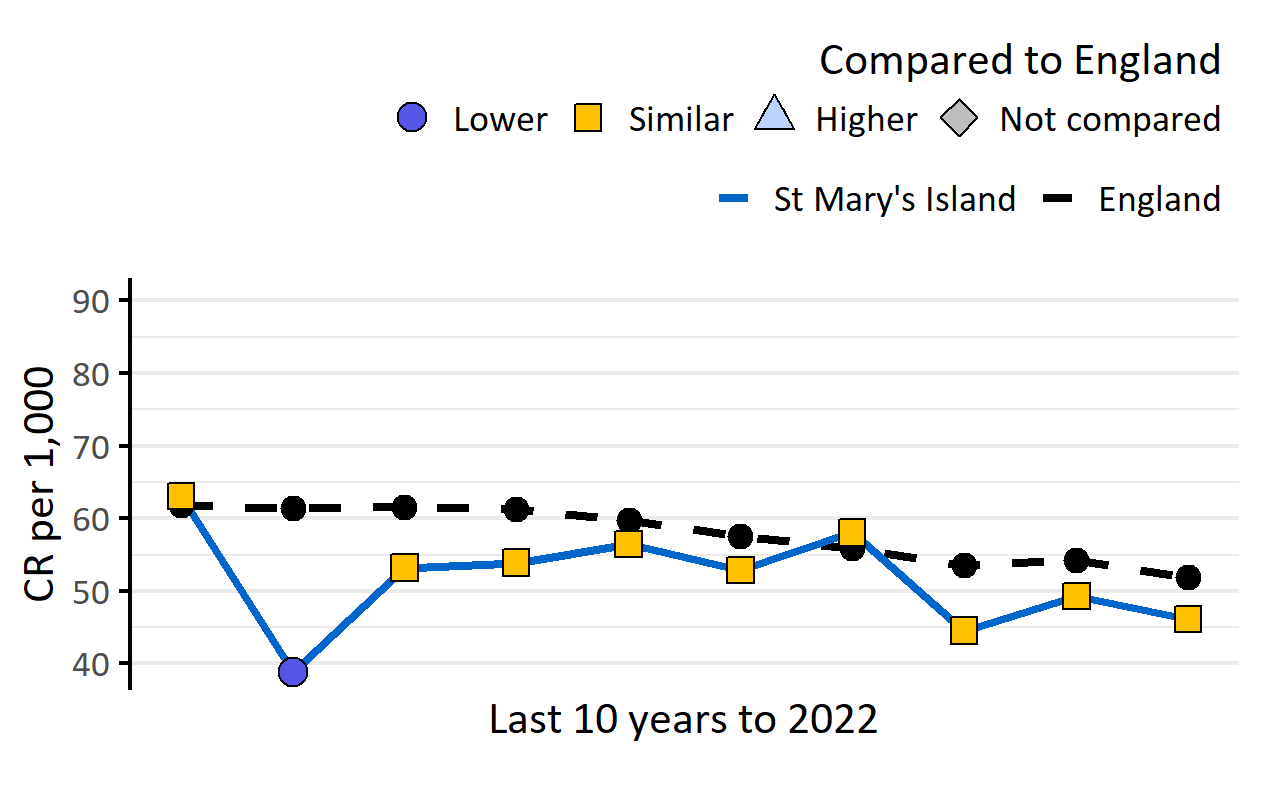 Compared to England
Lower Similar Higher Not compared
St Mary's Island England
90
80
70
60
50
40
CR per 1,000
Last 10 years to 2022